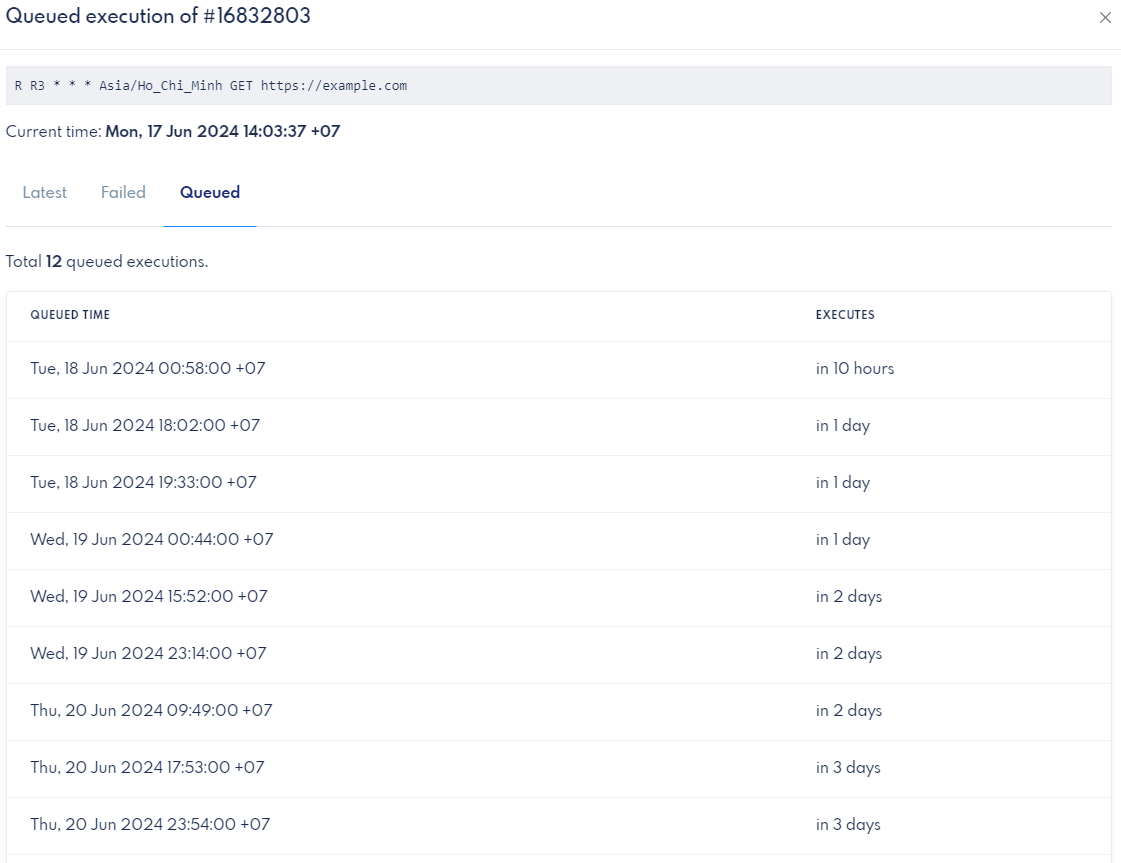 Queued execution of #16832803
R R3 * * * Asia/Ho_Chi_Minh GET https://example.com
Current time: Mon, 17 Jun 2024 14:03:37 +07
Latest Failed Queued
Total 12 queued executions.
QUEUED TIME EXECUTES
Tue, 18 Jun 2024 00:58:00 +07 in 10 hours
Tue, 18 Jun 2024 18:02:00 +07 in 1 day
Tue, 18 Jun 2024 19:33:00 +07 in 1 day
Wed, 19 Jun 2024 00:44:00 +07 in 1 day
Wed, 19 Jun 2024 15:52:00 +07 in 2 days
Wed, 19 Jun 2024 23:14:00 +07 in 2 days
Thu, 20 Jun 2024 09:49:00 +07 in 2 days
Thu, 20 Jun 2024 17:53:00 +07 in 3 days
Thu, 20 Jun 2024 23:54:00 +07 in 3 days